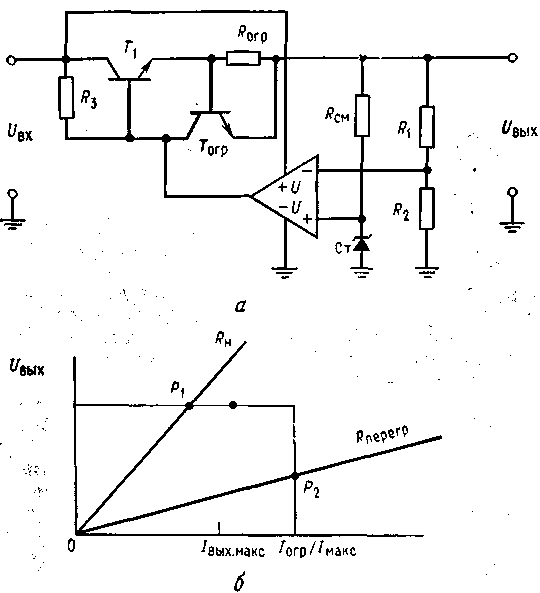 T₁
Rогр
R₃
Rсм
R₁
Uвх
Uвых
Tогр
+U
−
−U
+
R₂
Ст
а
Uвых
Rн
P₁
Rперегр
P₂
0
Iвых.макс
Iогр/Iмакс
б